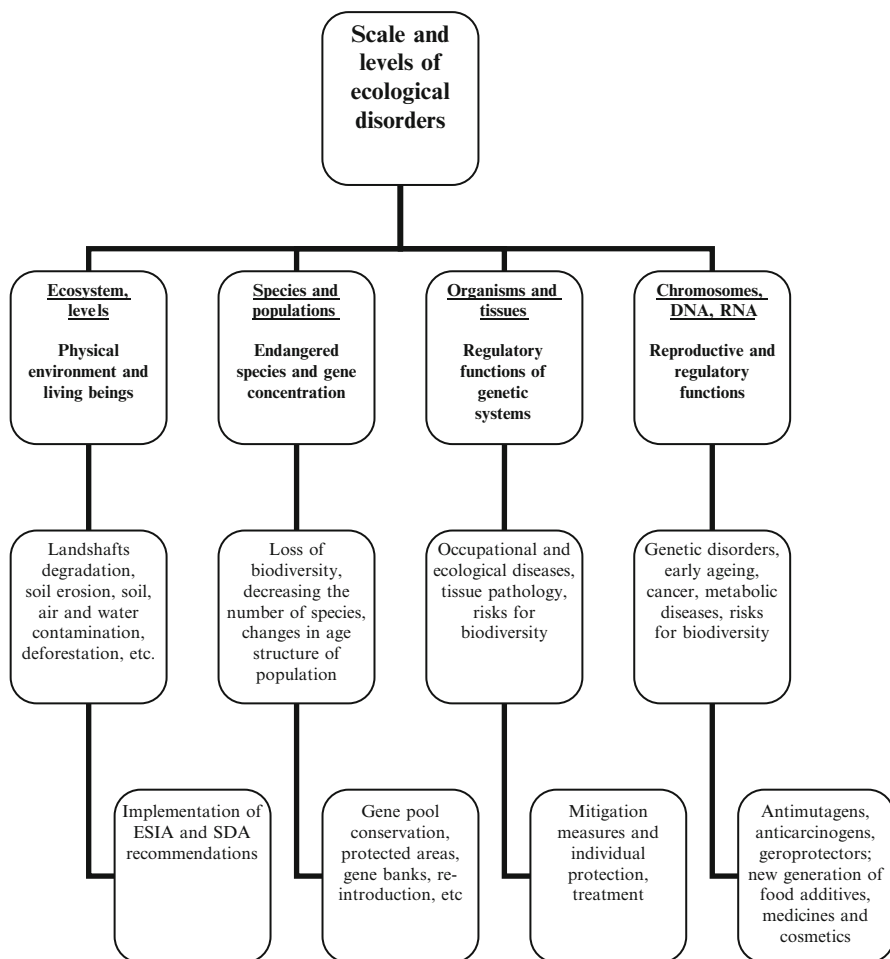 Scale and
levels of
ecological
disorders
Ecosystem,
levels
Physical
environment and
living beings
Species and
populations
Endangered
species and gene
concentration
Organisms and
tissues
Regulatory
functions of
genetic
systems
Chromosomes,
DNA, RNA
Reproductive and
regulatory
functions
Landshafts
degradation,
soil erosion, soil,
air and water
contamination,
deforestation, etc.
Loss of
biodiversity,
decreasing the
number of species,
changes in age
structure of
population
Occupational and
ecological diseases,
tissue pathology,
risks for
biodiversity
Genetic disorders,
early ageing,
cancer, metabolic
diseases, risks
for biodiversity
Implementation of
ESIA and SDA
recommendations
Gene pool
conservation,
protected areas,
gene banks, re-
introduction, etc
Mitigation
measures and
individual
protection,
treatment
Antimutagens,
anticarcinogens,
geroprotectors;
new generation of
food additives,
medicines and
cosmetics